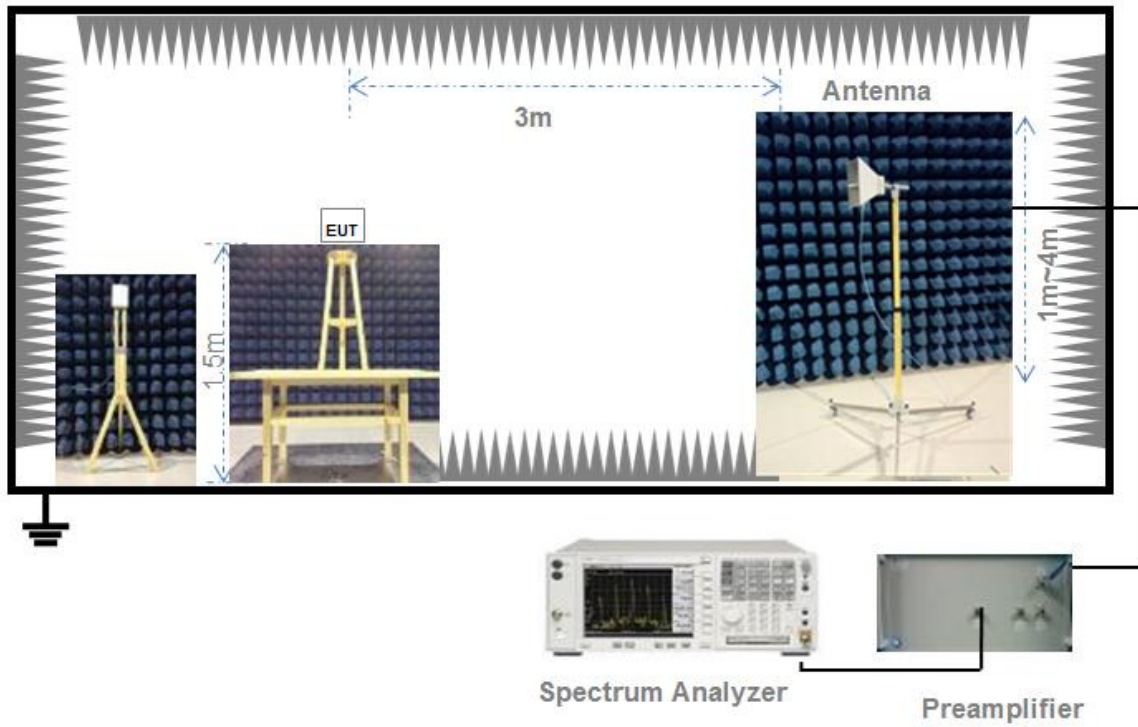 Antenna
3m
EUT
1.5m
1m~4m
Spectrum Analyzer
Preamplifier